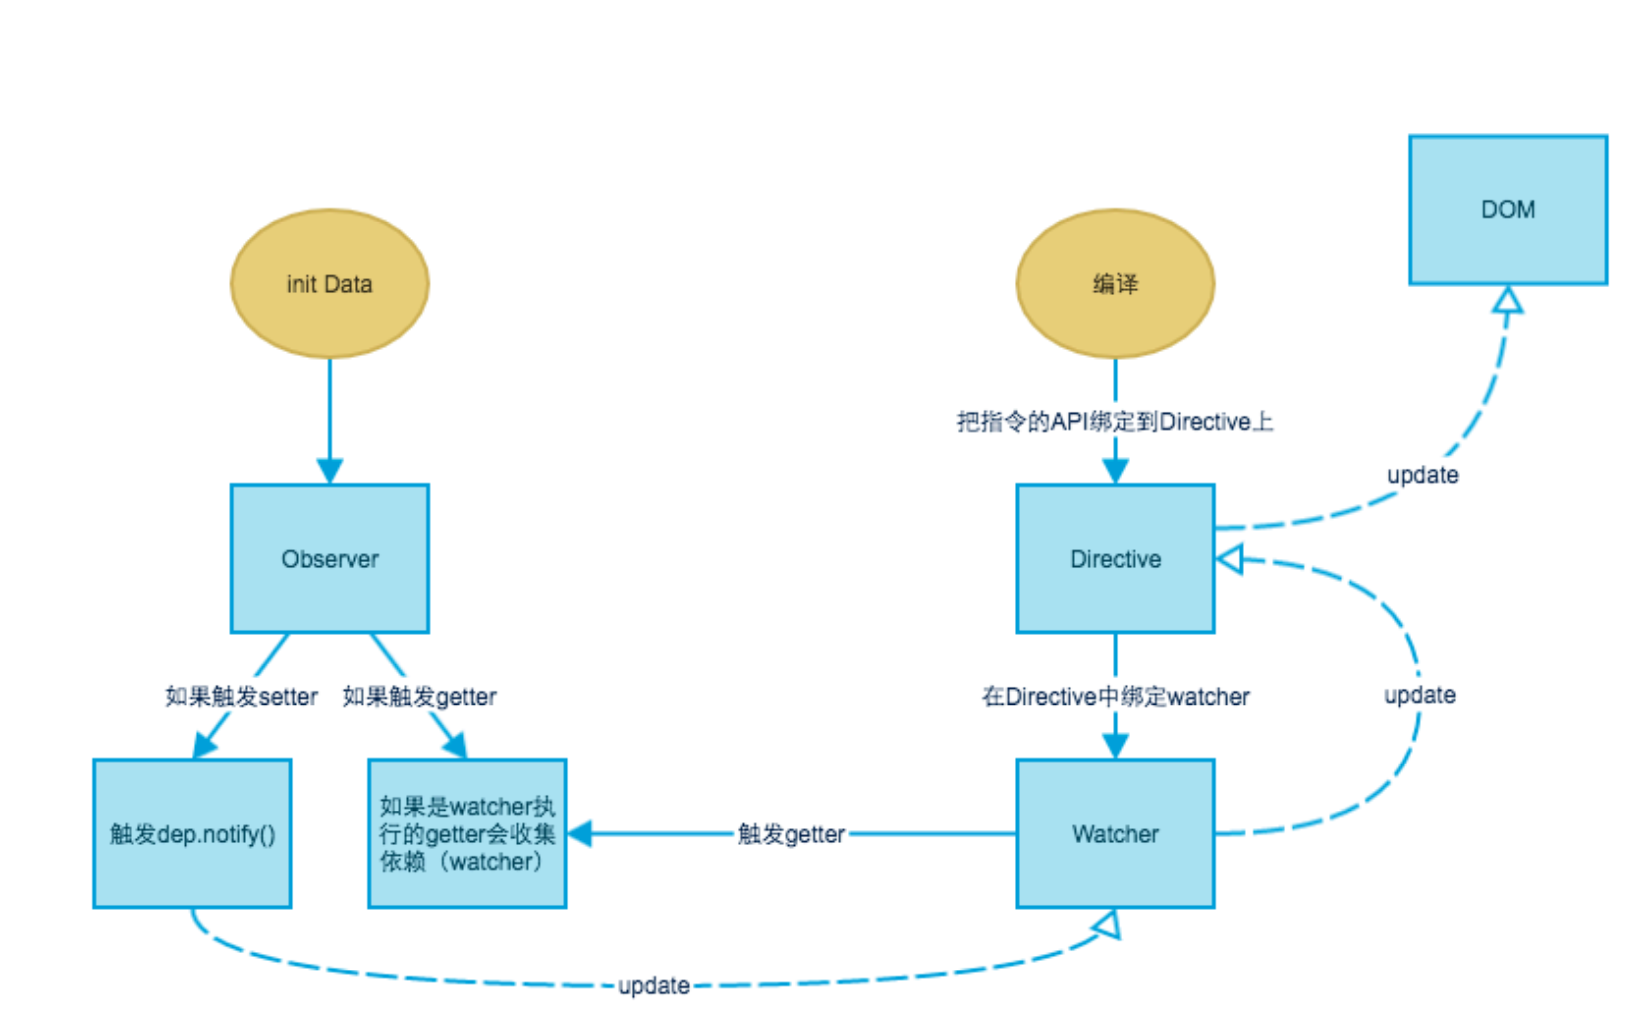 DOM
init Data
编译
把指令的API绑定到Directive上
update
Observer
Directive
如果触发setter
如果触发getter
在Directive中绑定watcher
update
触发dep.notify()
如果是watcher执
行的getter会收集
依赖（watcher）
触发getter
Watcher
update